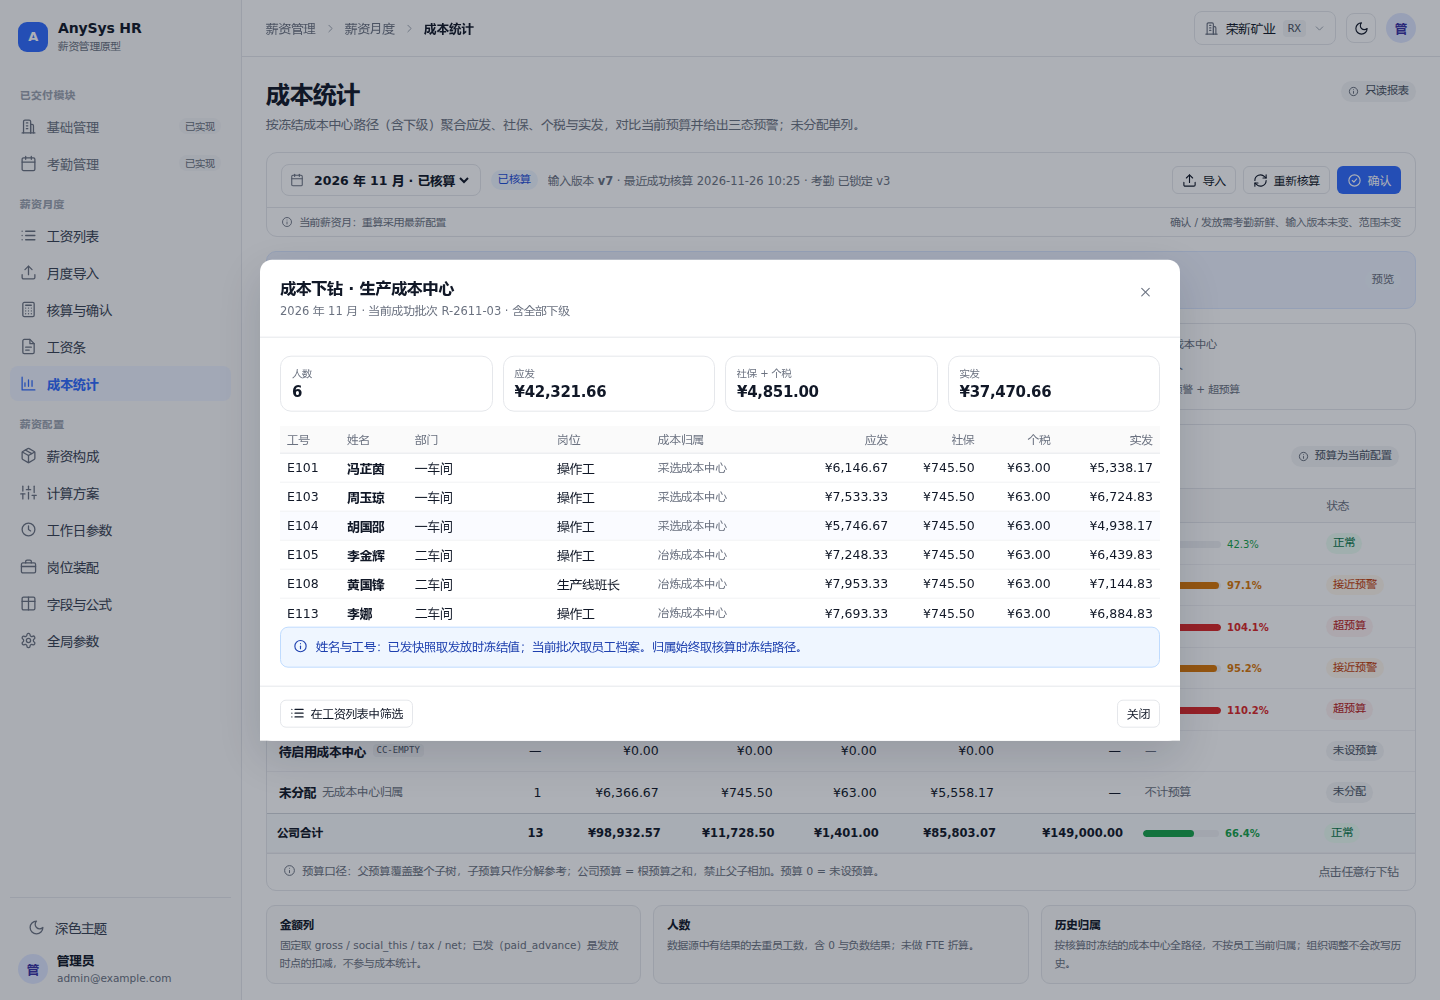 A
AnySys HR
薪资管理原型
已交付模块
基础管理 已实现
考勤管理 已实现
薪资月度
工资列表
月度导入
核算与确认
工资条
成本统计
薪资配置
薪资构成
计算方案
工作日参数
岗位装配
字段与公式
全局参数
深色主题
管 管理员
admin@example.com
薪资管理 薪资月度 成本统计
荣新矿业 RX 管
成本统计
只读报表
按冻结成本中心路径（含下级）聚合应发、社保、个税与实发，对比当前预算并给出三态预警；未分配单列。
2026 年 11 月 · 已核算 已核算 输入版本 v7 · 最近成功核算 2026-11-26 10:25 · 考勤 已锁定 v3 导入 重新核算 确认
当前薪资月：重算采用最新配置 确认 / 发放需考勤新鲜、输入版本未变、范围未变
预览
成本中心
警 + 超预算
预算为当前配置
状态
42.3% 正常
97.1% 接近预警
104.1% 超预算
95.2% 接近预警
110.2% 超预算
成本下钻 · 生产成本中心
2026 年 11 月 · 当前成功批次 R-2611-03 · 含全部下级
人数 应发 社保 + 个税 实发
6 ¥42,321.66 ¥4,851.00 ¥37,470.66
工号 姓名 部门 岗位 成本归属 应发 社保 个税 实发
E101 冯芷茵 一车间 操作工 采选成本中心 ¥6,146.67 ¥745.50 ¥63.00 ¥5,338.17
E103 周玉琼 一车间 操作工 采选成本中心 ¥7,533.33 ¥745.50 ¥63.00 ¥6,724.83
E104 胡国邵 一车间 操作工 采选成本中心 ¥5,746.67 ¥745.50 ¥63.00 ¥4,938.17
E105 李金辉 二车间 操作工 冶炼成本中心 ¥7,248.33 ¥745.50 ¥63.00 ¥6,439.83
E108 黄国锋 二车间 生产线班长 冶炼成本中心 ¥7,953.33 ¥745.50 ¥63.00 ¥7,144.83
E113 李娜 二车间 操作工 冶炼成本中心 ¥7,693.33 ¥745.50 ¥63.00 ¥6,884.83
姓名与工号：已发快照取发放时冻结值；当前批次取员工档案。归属始终取核算时冻结路径。
在工资列表中筛选 关闭
待启用成本中心 CC-EMPTY — ¥0.00 ¥0.00 ¥0.00 ¥0.00 — — 未设预算
未分配 无成本中心归属 1 ¥6,366.67 ¥745.50 ¥63.00 ¥5,558.17 — 不计预算 未分配
公司合计 13 ¥98,932.57 ¥11,728.50 ¥1,401.00 ¥85,803.07 ¥149,000.00 66.4% 正常
预算口径：父预算覆盖整个子树，子预算只作分解参考；公司预算 = 根预算之和，禁止父子相加。预算 0 = 未设预算。 点击任意行下钻
金额列
固定取 gross / social_this / tax / net；已发（paid_advance）是发放
时点的扣减，不参与成本统计。
人数
数据源中有结果的去重员工数，含 0 与负数结果；未做 FTE 折算。
历史归属
按核算时冻结的成本中心全路径，不按员工当前归属；组织调整不会改写历
史。